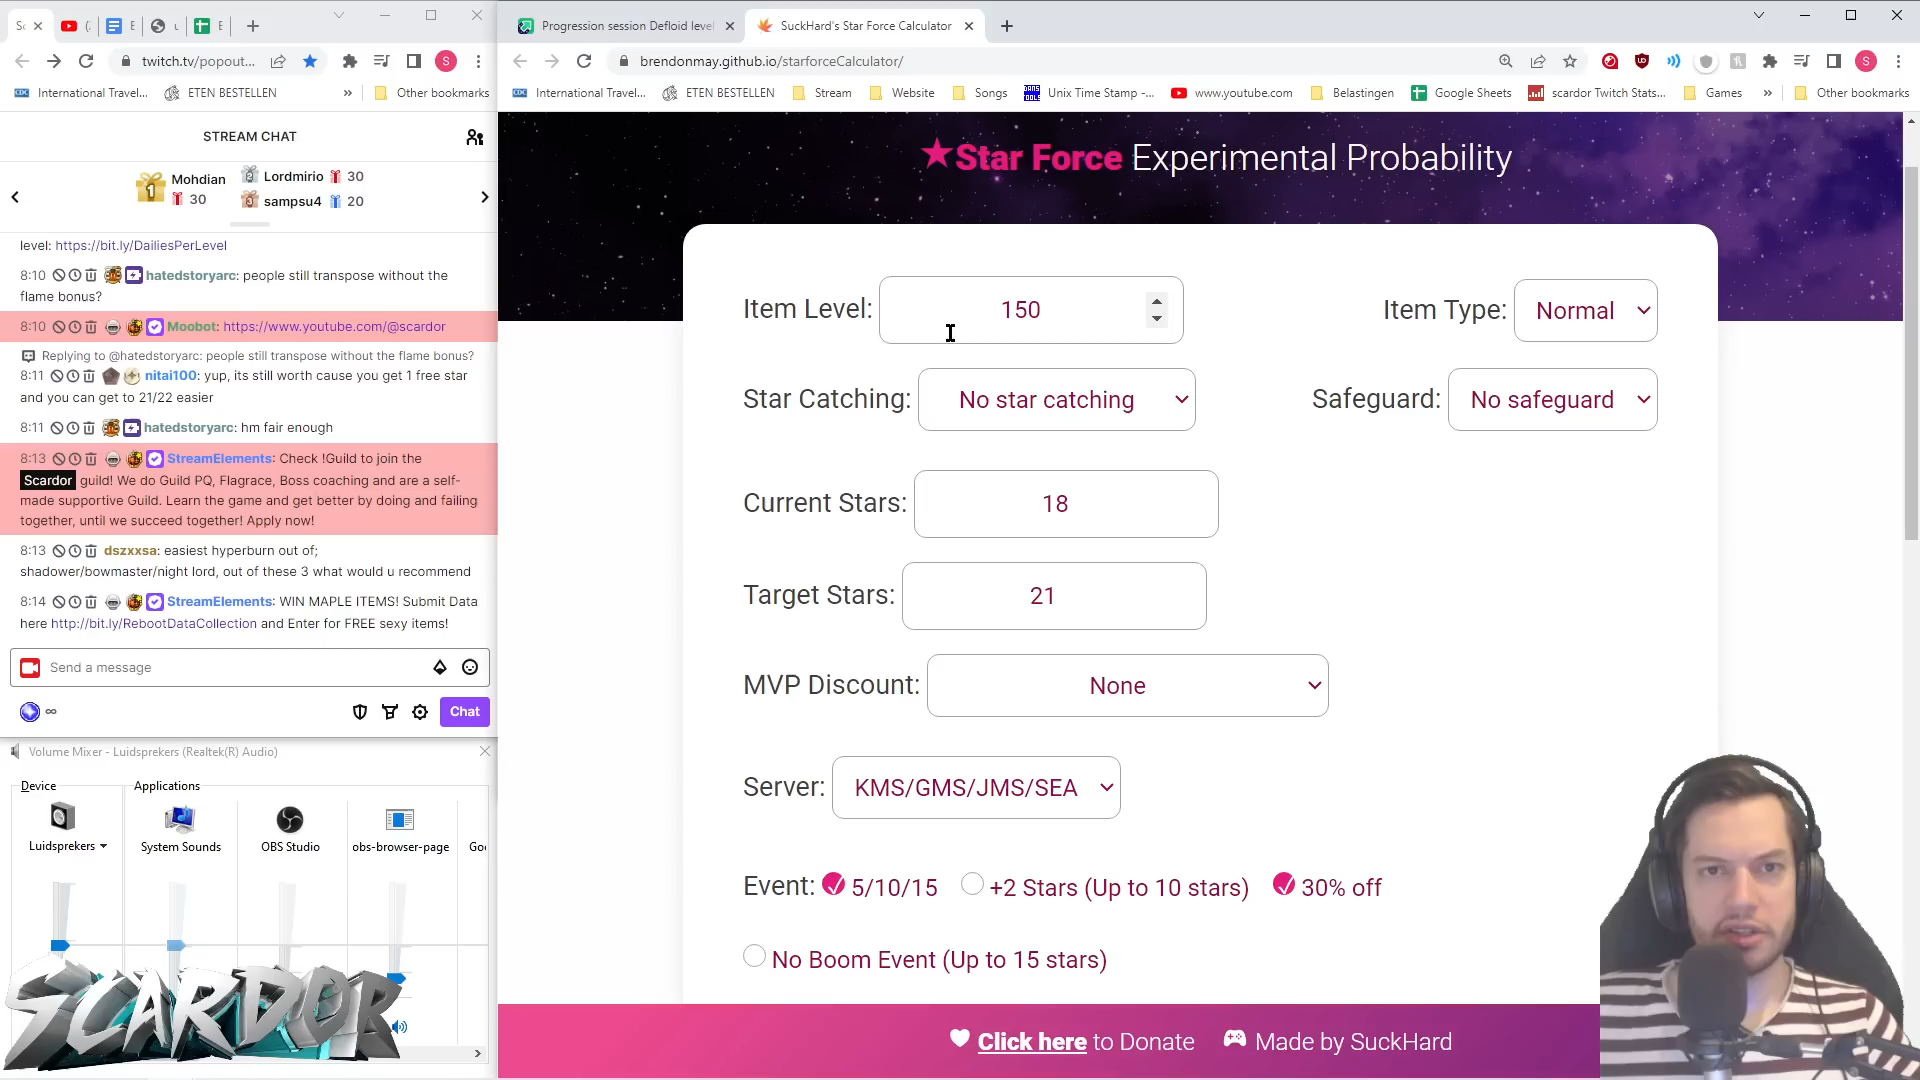 Sc
(
E
u
E
Progression session Defloid level
SuckHard's Star Force Calculator
twitch.tv/popout...
S
brendonmay.github.io/starforceCalculator/
S
International Travel...
ETEN BESTELLEN
»
Other bookmarks
International Travel...
ETEN BESTELLEN
Stream
Website
Songs
Unix Time Stamp -...
www.youtube.com
Belastingen
Google Sheets
scardor Twitch Stats...
Games
»
Other bookmarks
STREAM CHAT
1
Mohdian
30
2
Lordmirio
30
3
sampsu4
20
level: https://bit.ly/DailiesPerLevel
8:10 hatedstoryarc: people still transpose without the
flame bonus?
8:10 Moobot: https://www.youtube.com/@scardor
Replying to @hatedstoryarc: people still transpose without the flame bonus?
8:11 nitai100: yup, its still worth cause you get 1 free star
and you can get to 21/22 easier
8:11 hatedstoryarc: hm fair enough
8:13 StreamElements: Check !Guild to join the
Scardor guild! We do Guild PQ, Flagrace, Boss coaching and are a self-
made supportive Guild. Learn the game and get better by doing and failing
together, until we succeed together! Apply now!
8:13 dszxxsa: easiest hyperburn out of;
shadower/bowmaster/night lord, out of these 3 what would u recommend
8:14 StreamElements: WIN MAPLE ITEMS! Submit Data
here http://bit.ly/RebootDataCollection and Enter for FREE sexy items!
Send a message
∞
Chat
Volume Mixer - Luidsprekers (Realtek(R) Audio)
Device
Applications
Luidsprekers
System Sounds
OBS Studio
obs-browser-page
Goo
SCARDOR
Star Force Experimental Probability
Item Level: 150
Item Type: Normal
Star Catching: No star catching
Safeguard: No safeguard
Current Stars: 18
Target Stars: 21
MVP Discount: None
Server: KMS/GMS/JMS/SEA
Event: 5/10/15
+2 Stars (Up to 10 stars)
30% off
No Boom Event (Up to 15 stars)
Click here to Donate
Made by SuckHard